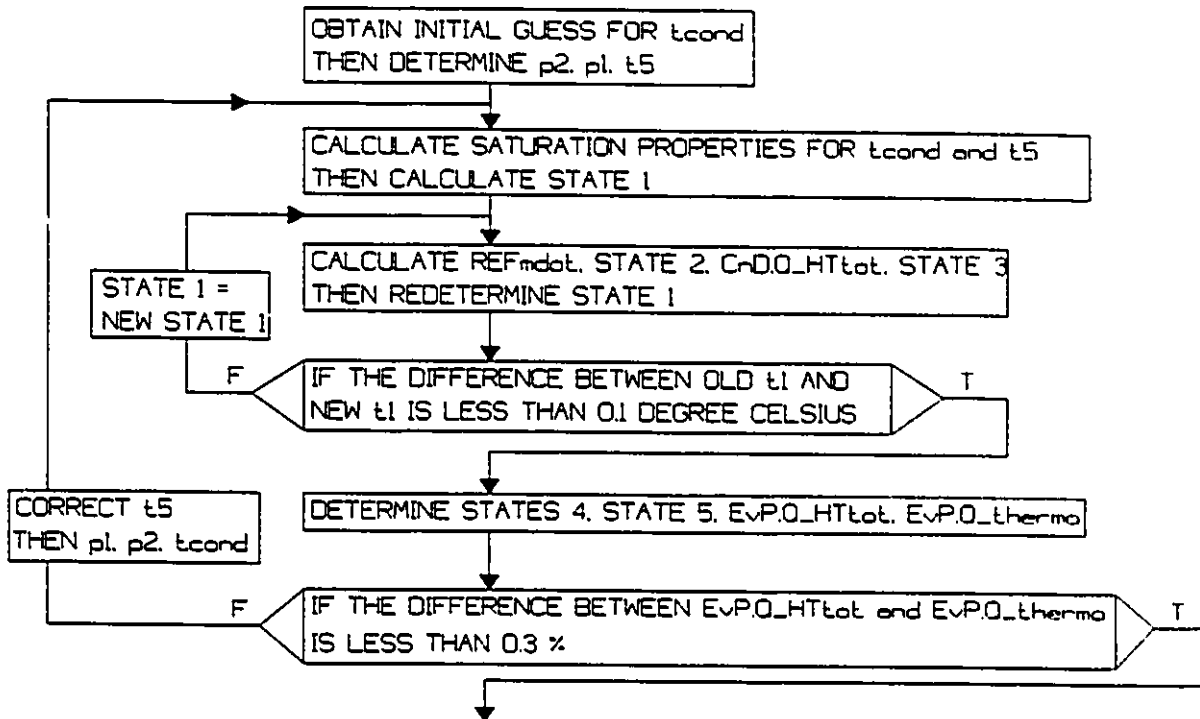 OBTAIN INITIAL GUESS FOR tcond
THEN DETERMINE p2. p1. t5
CALCULATE SATURATION PROPERTIES FOR tcond and t5
THEN CALCULATE STATE 1
CALCULATE REFmdot. STATE 2. CnD.Q_HTtot. STATE 3
THEN REDETERMINE STATE 1
STATE 1 =
NEW STATE 1
F
IF THE DIFFERENCE BETWEEN OLD t1 AND
NEW t1 IS LESS THAN 0.1 DEGREE CELSIUS
T
DETERMINE STATES 4. STATE 5. EvP.Q_HTtot. EvP.Q_thermo
CORRECT t5
THEN p1. p2. tcond
F
IF THE DIFFERENCE BETWEEN EvP.Q_HTtot and EvP.Q_thermo
IS LESS THAN 0.3 %
T